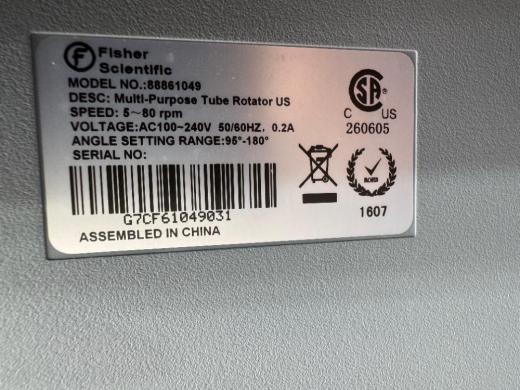 Fisher
Scientific
MODEL NO.:88861049
DESC: Multi-Purpose Tube Rotator US
SPEED: 5~80 rpm
VOLTAGE:AC100~240V 50/60HZ, 0.2A
ANGLE SETTING RANGE:95°-180°
SERIAL NO:
G7CF61049031
ASSEMBLED IN CHINA
SA ®
C US
260605
1607